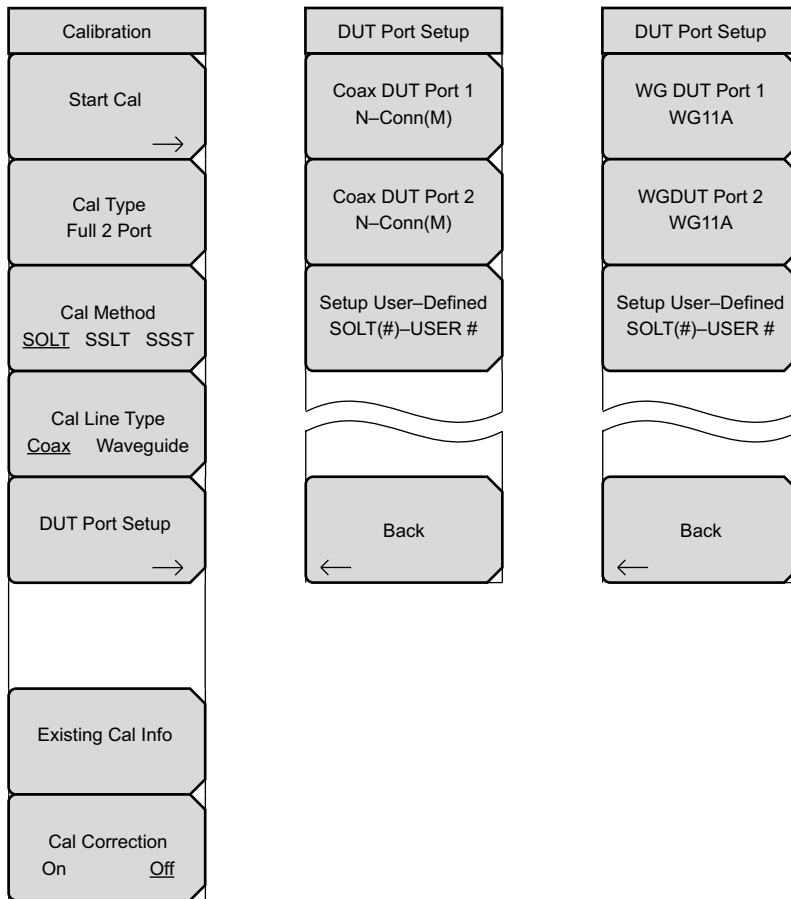 Calibration
Start Cal
→
Cal Type
Full 2 Port
Cal Method
SOLT SSLT SSST
Cal Line Type
Coax Waveguide
DUT Port Setup
→
Existing Cal Info
Cal Correction
On Off
DUT Port Setup
Coax DUT Port 1
N–Conn(M)
Coax DUT Port 2
N–Conn(M)
Setup User–Defined
SOLT(#)–USER #
Back
←
DUT Port Setup
WG DUT Port 1
WG11A
WGDUT Port 2
WG11A
Setup User–Defined
SOLT(#)–USER #
Back
←